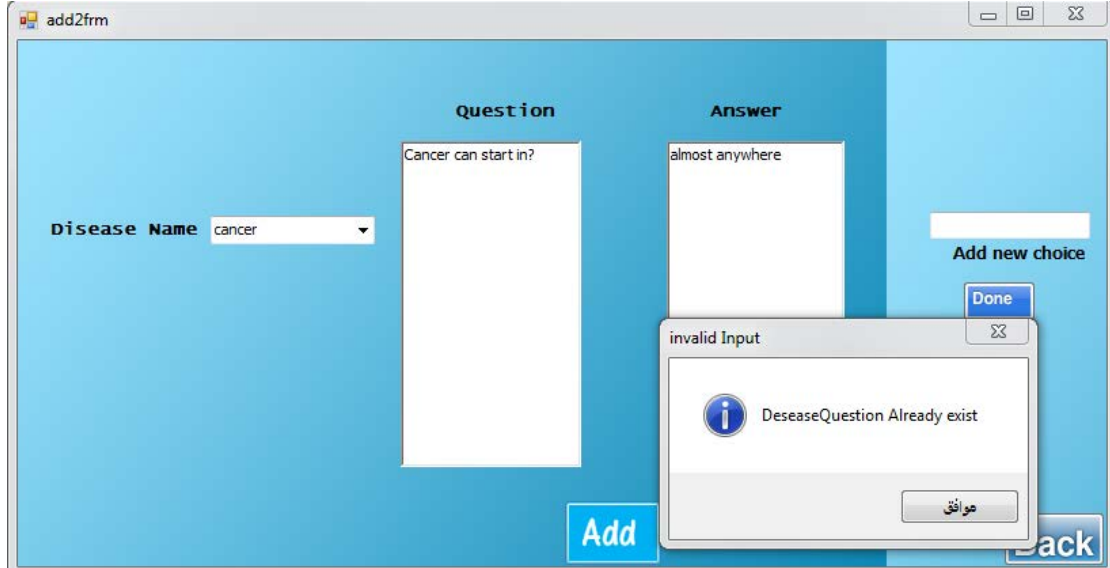 add2frm
Question
Answer
Cancer can start in?
almost anywhere
Disease Name
cancer
Add new choice
Done
invalid Input
DeseaseQuestion Already exist
موافق
Add
Back